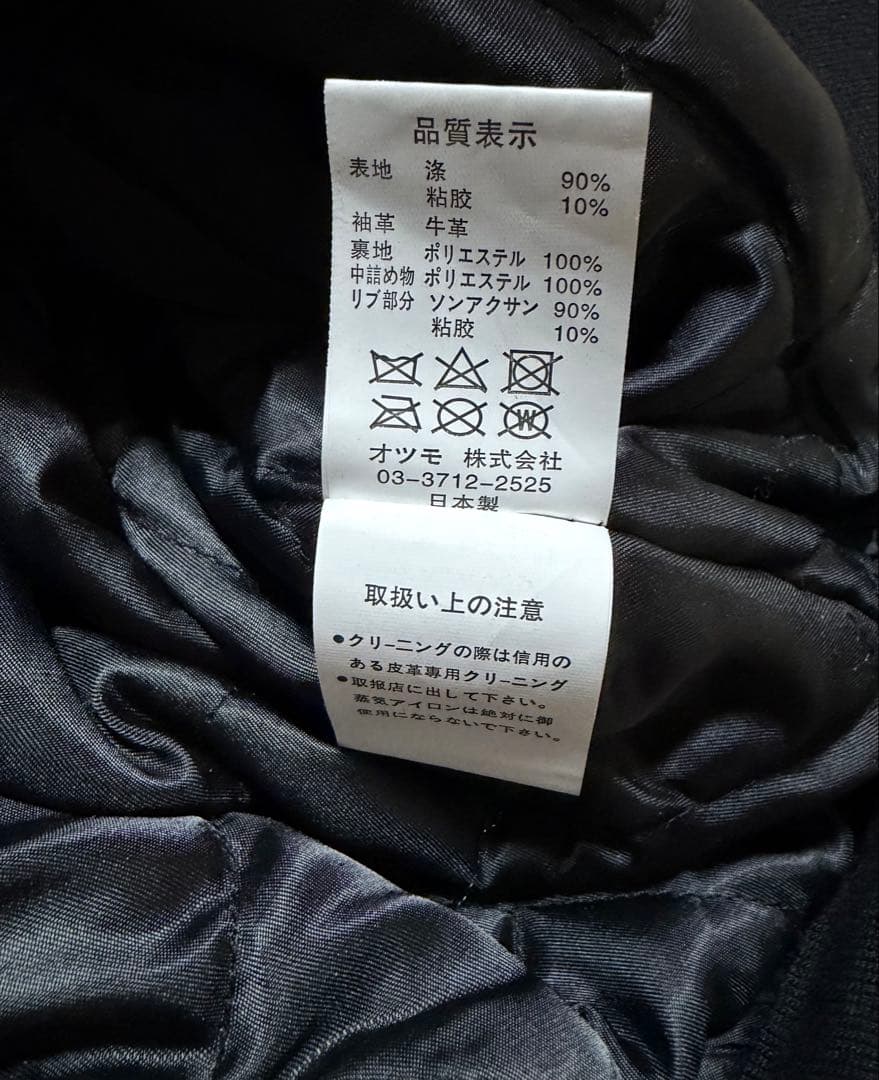 品質表示
表地 涤 90%
粘胶 10%
袖革 牛革
裏地 ポリエステル 100%
中詰め物 ポリエステル 100%
リブ部分 ソンアクサン 90%
粘胶 10%
W
オツモ 株式会社
03-3712-2525
日本製
取扱い上の注意
●クリーニングの際は信用の
ある皮革専用クリーニング
●取报店に出して下さい。
蒸気アイロンは絶対に御
使用にならないで下さい。